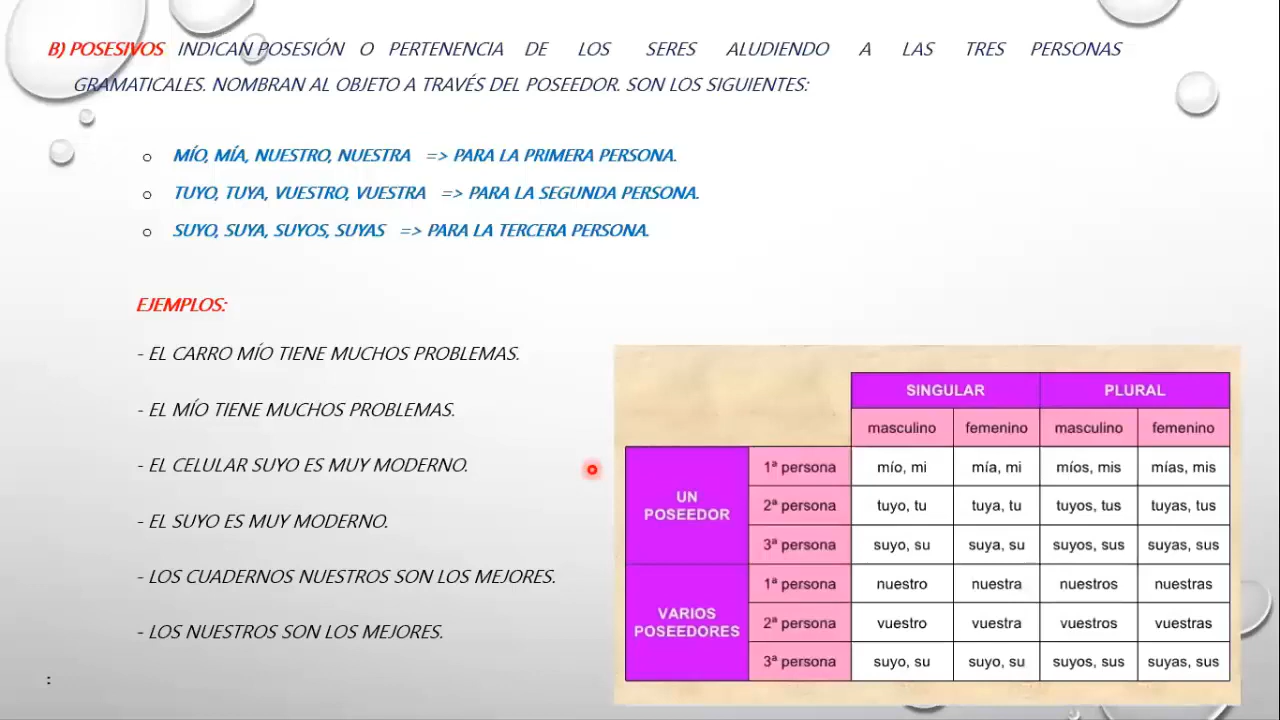 B) POSESIVOS INDICAN POSESIÓN O PERTENENCIA DE LOS SERES ALUDIENDO A LAS TRES PERSONAS
GRAMATICALES. NOMBRAN AL OBJETO A TRAVÉS DEL POSEEDOR. SON LOS SIGUIENTES:
o MÍO, MÍA, NUESTRO, NUESTRA => PARA LA PRIMERA PERSONA.
o TUYO, TUYA, VUESTRO, VUESTRA => PARA LA SEGUNDA PERSONA.
o SUYO, SUYA, SUYOS, SUYAS => PARA LA TERCERA PERSONA.
EJEMPLOS:
- EL CARRO MÍO TIENE MUCHOS PROBLEMAS.
- EL MÍO TIENE MUCHOS PROBLEMAS.
- EL CELULAR SUYO ES MUY MODERNO.
- EL SUYO ES MUY MODERNO.
- LOS CUADERNOS NUESTROS SON LOS MEJORES.
- LOS NUESTROS SON LOS MEJORES.
:
SINGULAR PLURAL
masculino femenino masculino femenino
UN POSEEDOR
1ª persona mío, mi mía, mi míos, mis mías, mis
2ª persona tuyo, tu tuya, tu tuyos, tus tuyas, tus
3ª persona suyo, su suya, su suyos, sus suyas, sus
VARIOS POSEEDORES
1ª persona nuestro nuestra nuestros nuestras
2ª persona vuestro vuestra vuestros vuestras
3ª persona suyo, su suyo, su suyos, sus suyas, sus